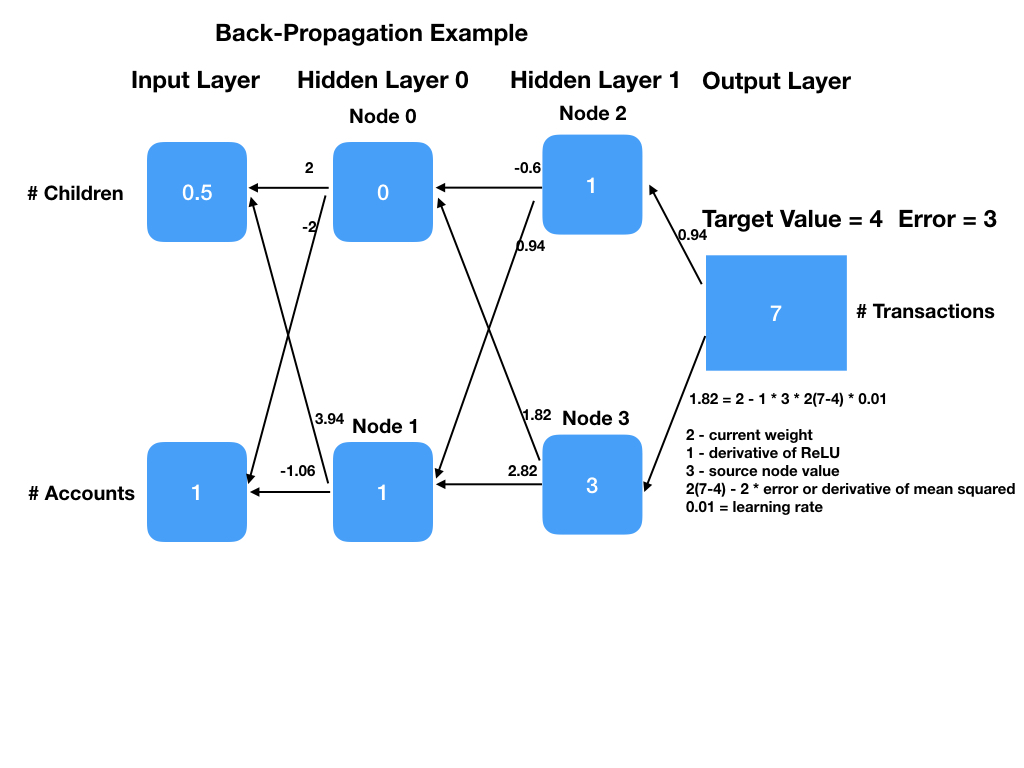 Back-Propagation Example
Input Layer
Hidden Layer 0
Hidden Layer 1
Output Layer
Node 0
Node 2
# Children
0.5
2
0
-0.6
1
-2
0.94
0.94
Target Value = 4 Error = 3
7
# Transactions
1.82 = 2 - 1 * 3 * 2(7-4) * 0.01
3.94
Node 1
1.82
Node 3
2 - current weight
1 - derivative of ReLU
3 - source node value
2(7-4) - 2 * error or derivative of mean squared
0.01 = learning rate
# Accounts
1
-1.06
1
2.82
3